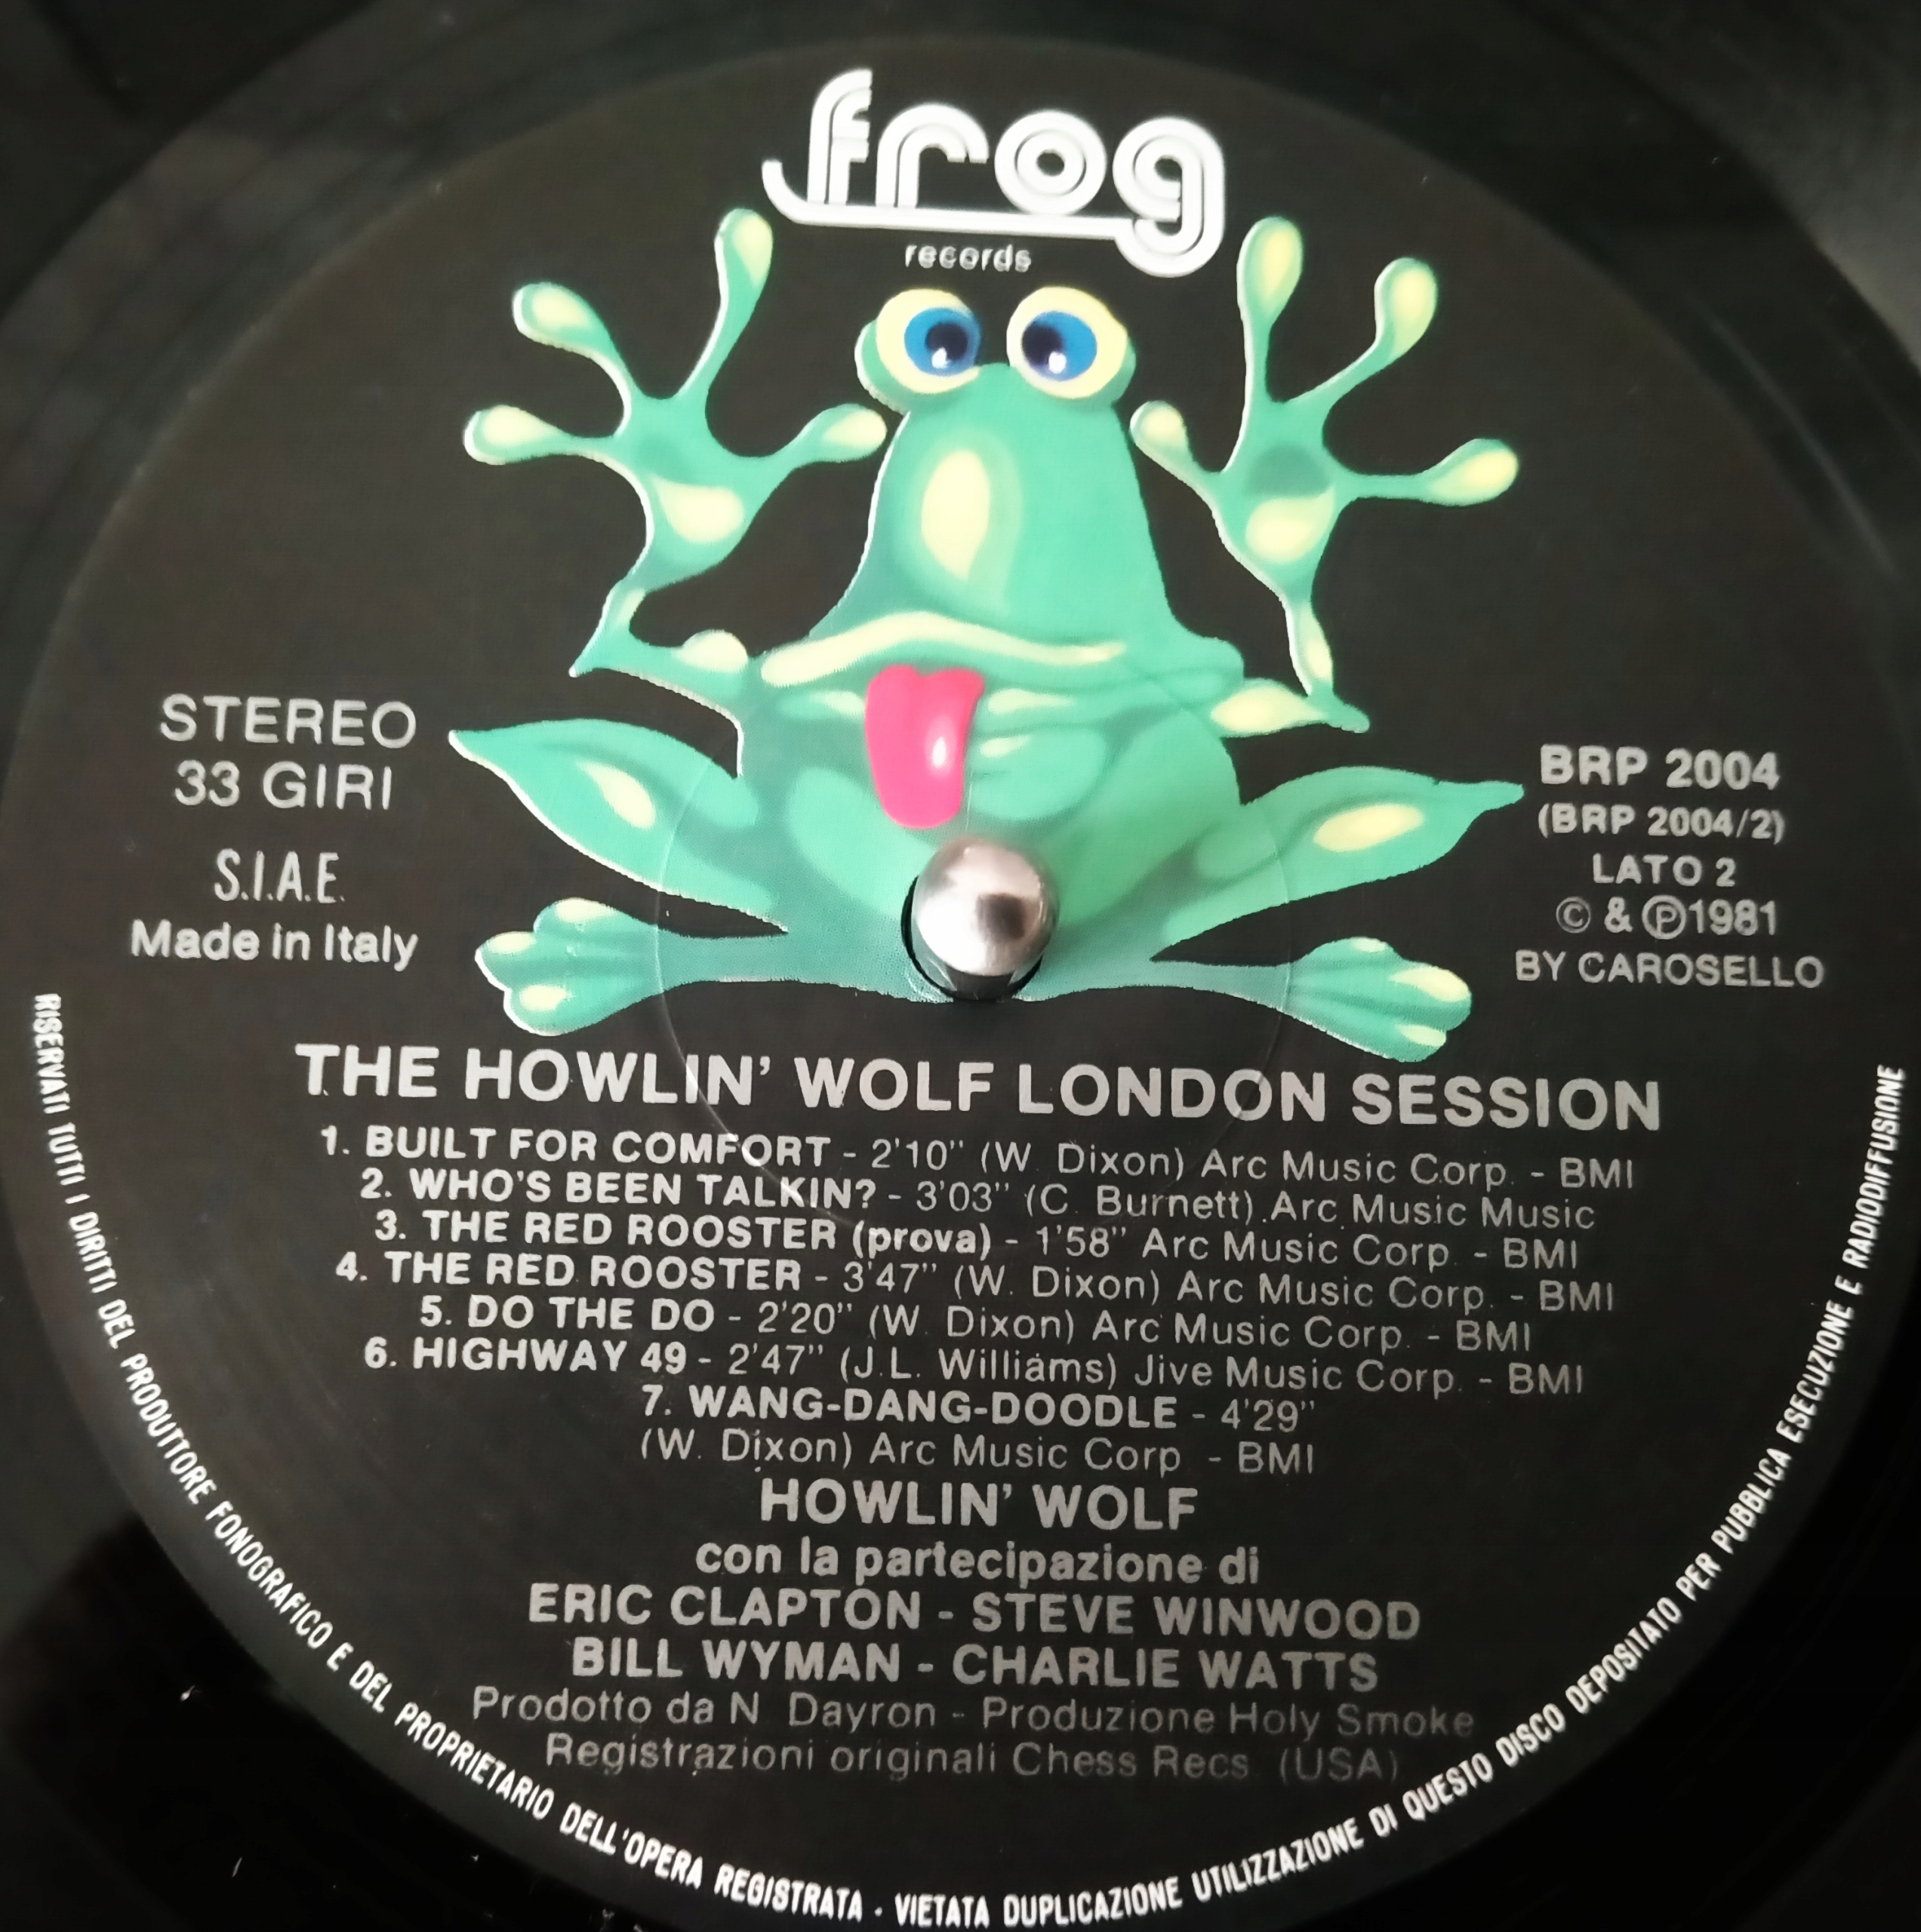 frog
records
STEREO
33 GIRI
S.I.A.E.
Made in Italy
BRP 2004
(BRP 2004/2)
LATO 2
© & ℗1981
BY CAROSELLO
THE HOWLIN' WOLF LONDON SESSION
1. BUILT FOR COMFORT - 2'10" (W. Dixon) Arc Music Corp. - BMI
2. WHO'S BEEN TALKIN? - 3'03" (C. Burnett) Arc Music Music
3. THE RED ROOSTER (prova) - 1'58" Arc Music Corp. - BMI
4. THE RED ROOSTER - 3'47" (W. Dixon) Arc Music Corp. - BMI
5. DO THE DO - 2'20" (W. Dixon) Arc Music Corp. - BMI
6. HIGHWAY 49 - 2'47" (J.L. Williams) Jive Music Corp. - BMI
7. WANG-DANG-DOODLE - 4'29"
(W. Dixon) Arc Music Corp - BMI
HOWLIN' WOLF
con la partecipazione di
ERIC CLAPTON - STEVE WINWOOD
BILL WYMAN - CHARLIE WATTS
Prodotto da N Dayron - Produzione Holy Smoke
Registrazioni originali Chess Recs (USA)
RISERVATI TUTTI I DIRITTI DEL PRODUTTORE FONOGRAFICO E DEL PROPRIETARIO DELL'OPERA REGISTRATA · VIETATA DUPLICAZIONE UTILIZZAZIONE DI QUESTO DISCO DEPOSITATO PER PUBBLICA ESECUZIONE E RADIODIFFUSIONE